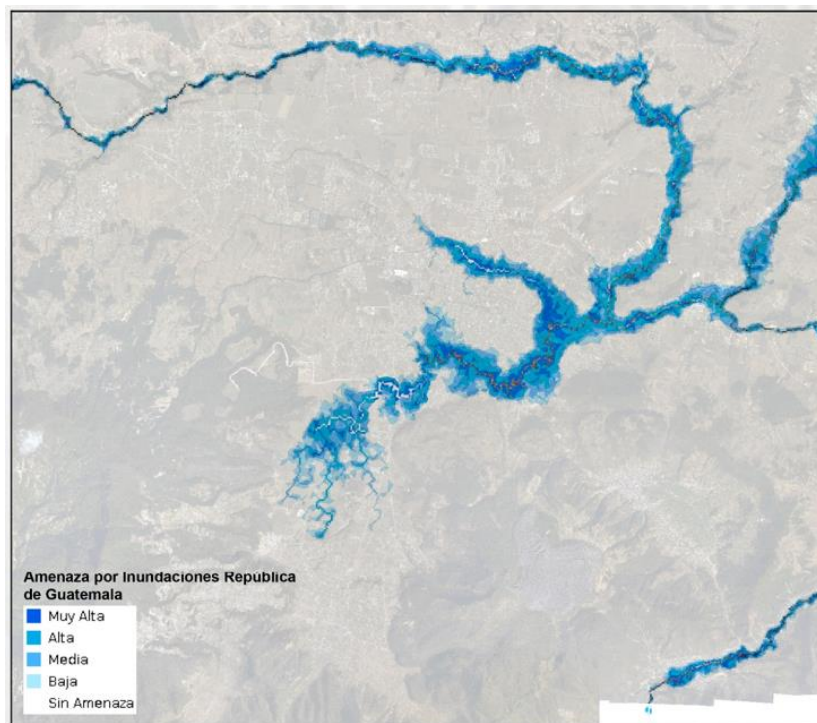 Amenaza por Inundaciones República
de Guatemala
Muy Alta
Alta
Media
Baja
Sin Amenaza